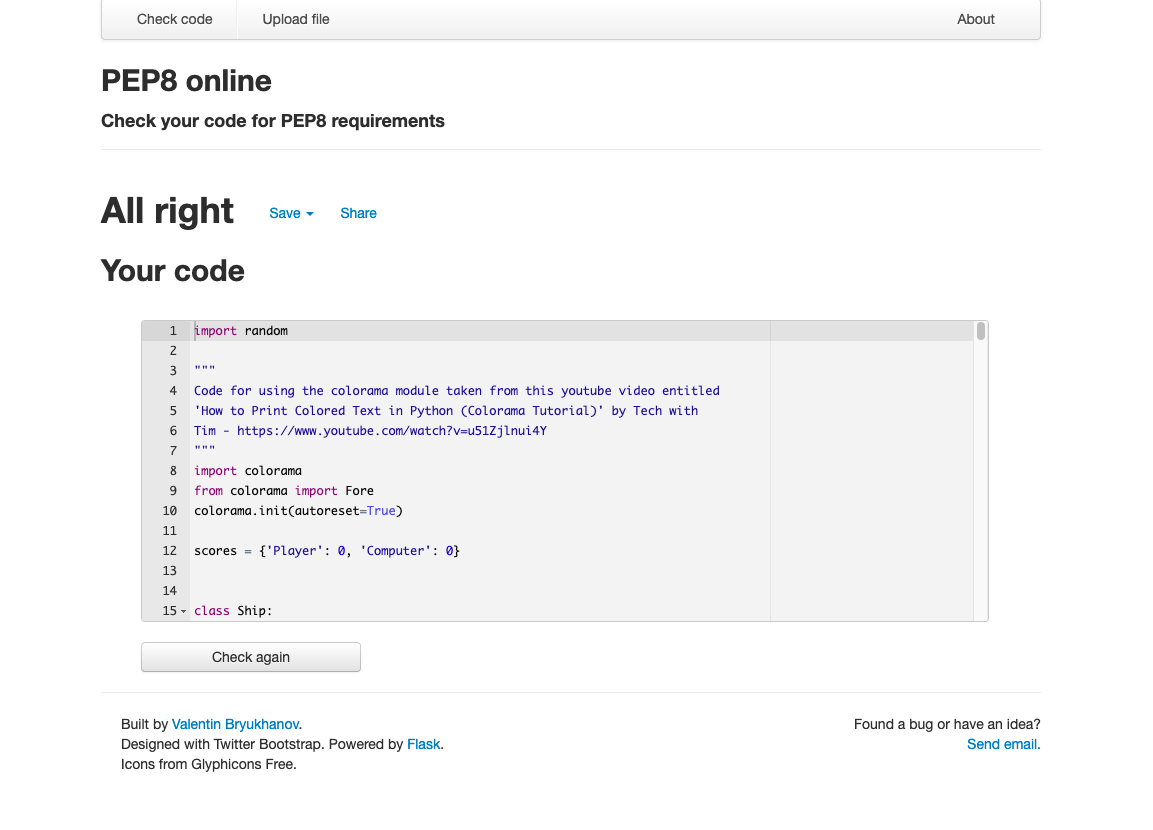 Check code
Upload file
About
PEP8 online
Check your code for PEP8 requirements
All right
Save
Share
Your code
1 import random
2
3 """
4 Code for using the colorama module taken from this youtube video entitled
5 'How to Print Colored Text in Python (Colorama Tutorial)' by Tech with
6 Tim - https://www.youtube.com/watch?v=u51Zjlnui4Y
7 """
8 import colorama
9 from colorama import Fore
10 colorama.init(autoreset=True)
11
12 scores = {'Player': 0, 'Computer': 0}
13
14
15 class Ship:
Check again
Built by Valentin Bryukhanov.
Designed with Twitter Bootstrap. Powered by Flask.
Icons from Glyphicons Free.
Found a bug or have an idea?
Send email.